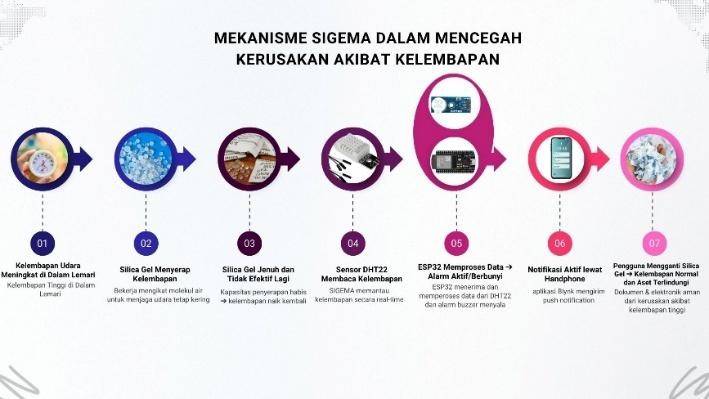 MEKANISME SIGEMA DALAM MENCEGAH
KERUSAKAN AKIBAT KELEMBAPAN
01
Kelembapan Udara
Meningkat di Dalam Lemari
Kelembapan Tinggi di Dalam
Lemari
02
Silica Gel Menyerap
Kelembapan
Bekerja mengikat molekul air
untuk menjaga udara tetap kering
03
Silica Gel Jenuh dan
Tidak Efektif Lagi
Kapasitas penyerapan habis
➔ kelembapan naik kembali
04
Sensor DHT22
Membaca Kelembapan
SIGEMA memantau
kelembapan secara real-time
05
ESP32 Memproses Data ➔
Alarm Aktif/Berbunyi
ESP32 menerima dan
memproses data dari DHT22
dan alarm buzzer menyala
06
Notifikasi Aktif lewat
Handphone
aplikasi Blynk mengirim
push notification
07
Pengguna Mengganti Silica
Gel ➔ Kelembapan Normal
dan Aset Terlindungi
Dokumen & elektronik aman
dari kerusakan akibat
kelembapan tinggi